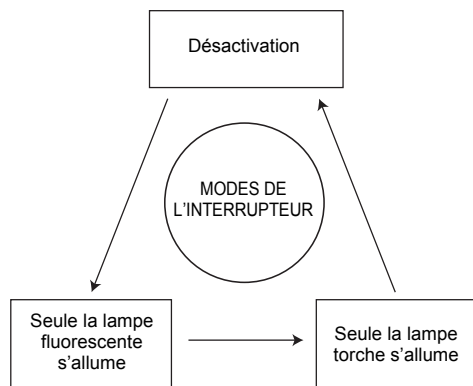 Désactivation
MODES DE
L'INTERRUPTEUR
Seule la lampe
fluorescente
s'allume
Seule la lampe
torche s'allume